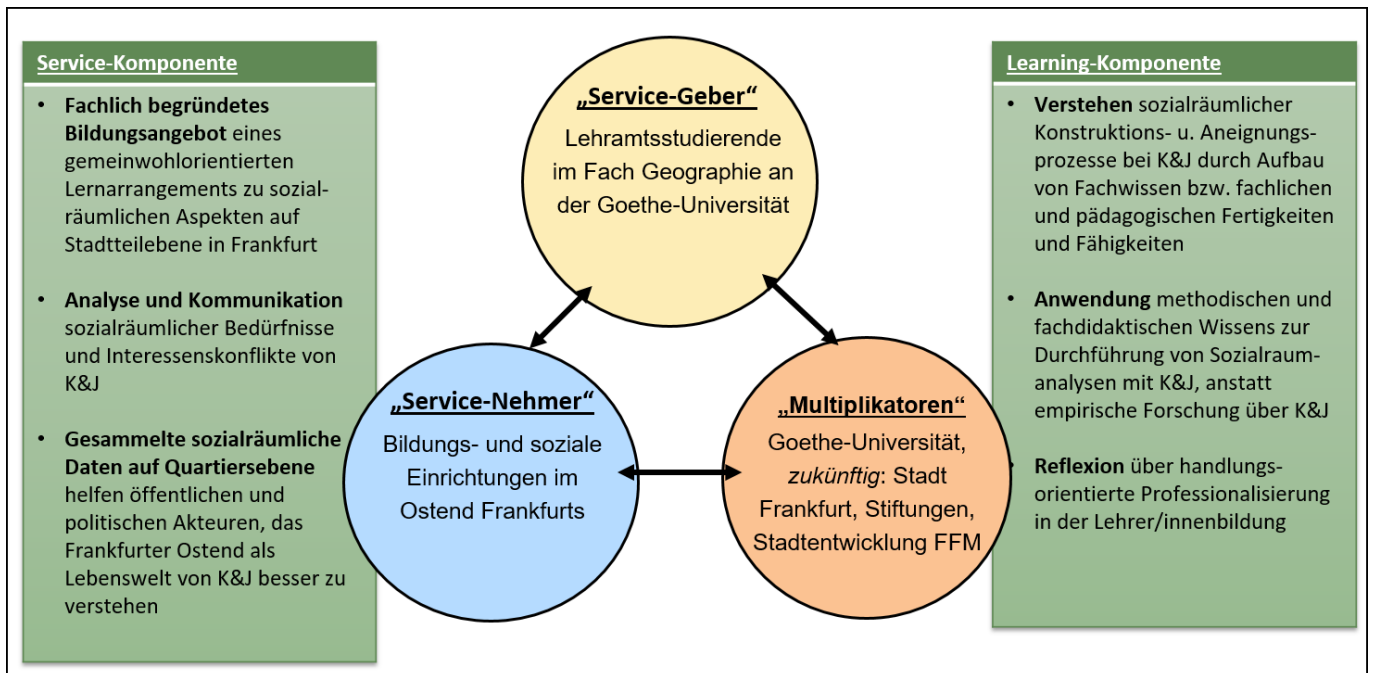 Service-Komponente
• Fachlich begründetes
Bildungsangebot eines
gemeinwohlorientierten
Lernarrangements zu sozial-
räumlichen Aspekten auf
Stadtteilebene in Frankfurt
• Analyse und Kommunikation
sozialräumlicher Bedürfnisse
und Interessenskonflikte von
K&J
• Gesammelte sozialräumliche
Daten auf Quartiersebene
helfen öffentlichen und
politischen Akteuren, das
Frankfurter Ostend als
Lebenswelt von K&J besser zu
verstehen
„Service-Geber“
Lehramtsstudierende
im Fach Geographie an
der Goethe-Universität
„Service-Nehmer“
Bildungs- und soziale
Einrichtungen im
Ostend Frankfurts
„Multiplikatoren“
Goethe-Universität,
zukünftig: Stadt
Frankfurt, Stiftungen,
Stadtentwicklung FFM
Learning-Komponente
• Verstehen sozialräumlicher
Konstruktions- u. Aneignungs-
prozesse bei K&J durch Aufbau
von Fachwissen bzw. fachlichen
und pädagogischen Fertigkeiten
und Fähigkeiten
• Anwendung methodischen und
fachdidaktischen Wissens zur
Durchführung von Sozialraum-
analysen mit K&J, anstatt
empirische Forschung über K&J
• Reflexion über handlungs-
orientierte Professionalisierung
in der Lehrer/innenbildung